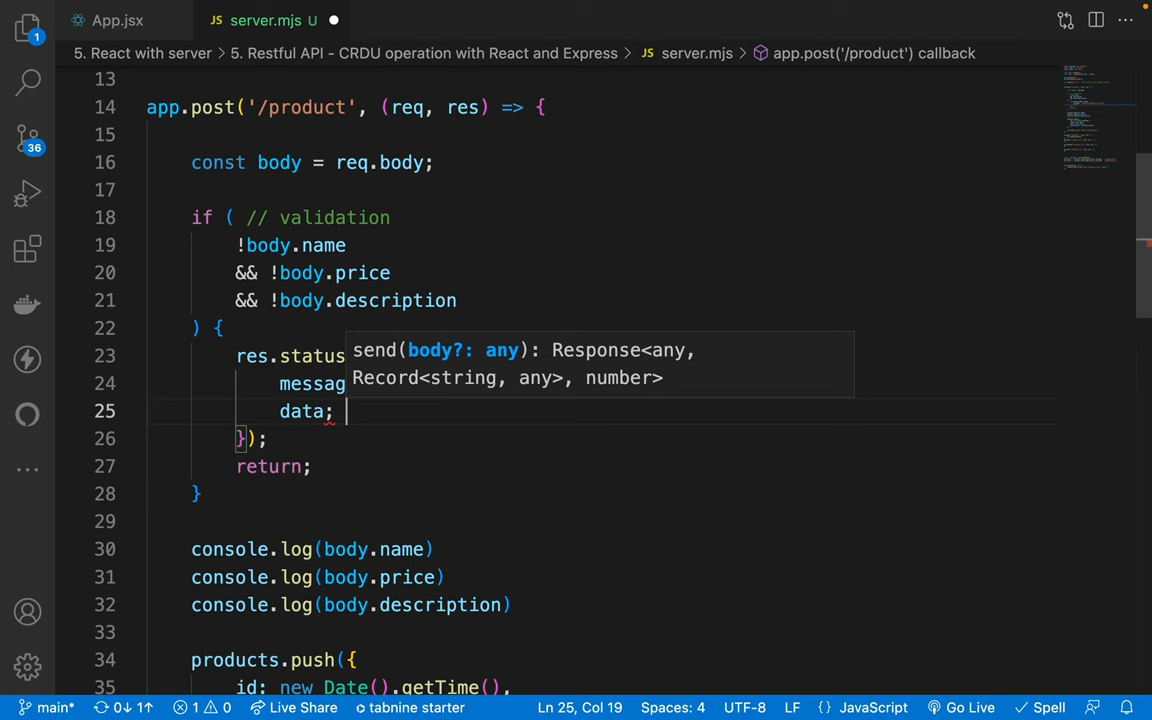 App.jsx
JS server.mjs U
1
5. React with server > 5. Restful API - CRDU operation with React and Express > JS server.mjs > app.post('/product') callback
13
14 app.post('/product', (req, res) => {
15
16 const body = req.body;
17
18 if ( // validation
19 !body.name
20 && !body.price
21 && !body.description
22 ) {
23 res.status
send(body?: any): Response<any,
Record<string, any>, number>
24 messag
25 data;
26 });
27 return;
28 }
29
30 console.log(body.name)
31 console.log(body.price)
32 console.log(body.description)
33
34 products.push({
35 id: new Date().getTime(),
36
main* 0↓ 1↑ 1 0 Live Share tabnine starter Ln 25, Col 19 Spaces: 4 UTF-8 LF {} JavaScript Go Live Spell